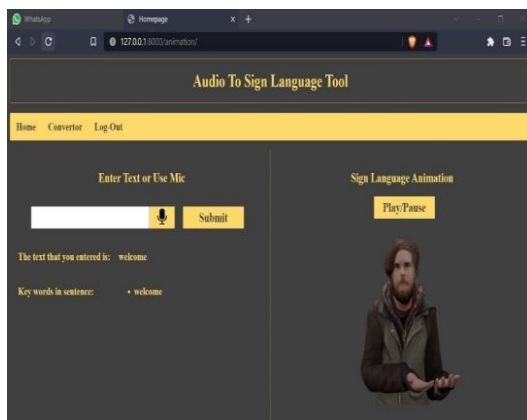 WhatsApp
Homepage
127.0.0.1:8000/animation/
Audio To Sign Language Tool
Home Convertor Log-Out
Enter Text or Use Mic
Submit
The text that you entered is: welcome
Key words in sentence: • welcome
Sign Language Animation
Play/Pause